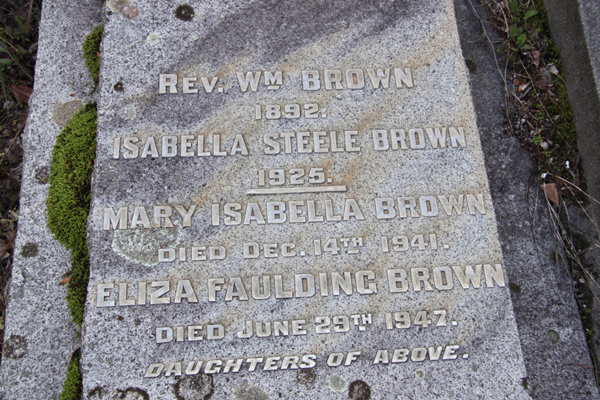 REV. WM BROWN
1892.
ISABELLA STEELE BROWN
1925.
MARY ISABELLA BROWN
DIED DEC. 14TH 1941.
ELIZA FAULDING BROWN
DIED JUNE 29TH 1947.
DAUGHTERS OF ABOVE.